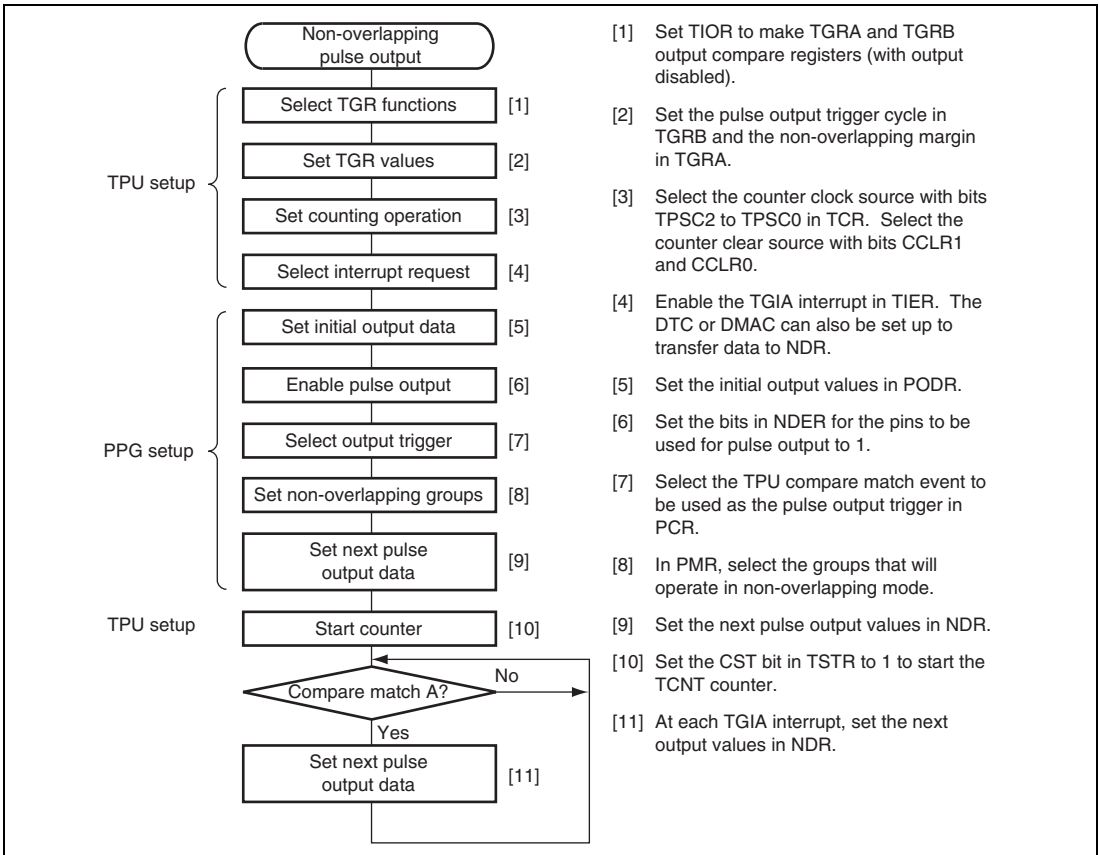 Non-overlapping
pulse output
TPU setup
Select TGR functions [1]
Set TGR values [2]
Set counting operation [3]
Select interrupt request [4]
PPG setup
Set initial output data [5]
Enable pulse output [6]
Select output trigger [7]
Set non-overlapping groups [8]
Set next pulse
output data [9]
TPU setup
Start counter [10]
Compare match A?
No
Yes
Set next pulse
output data [11]
[1] Set TIOR to make TGRA and TGRB
output compare registers (with output
disabled).
[2] Set the pulse output trigger cycle in
TGRB and the non-overlapping margin
in TGRA.
[3] Select the counter clock source with bits
TPSC2 to TPSC0 in TCR. Select the
counter clear source with bits CCLR1
and CCLR0.
[4] Enable the TGIA interrupt in TIER. The
DTC or DMAC can also be set up to
transfer data to NDR.
[5] Set the initial output values in PODR.
[6] Set the bits in NDER for the pins to be
used for pulse output to 1.
[7] Select the TPU compare match event to
be used as the pulse output trigger in
PCR.
[8] In PMR, select the groups that will
operate in non-overlapping mode.
[9] Set the next pulse output values in NDR.
[10] Set the CST bit in TSTR to 1 to start the
TCNT counter.
[11] At each TGIA interrupt, set the next
output values in NDR.